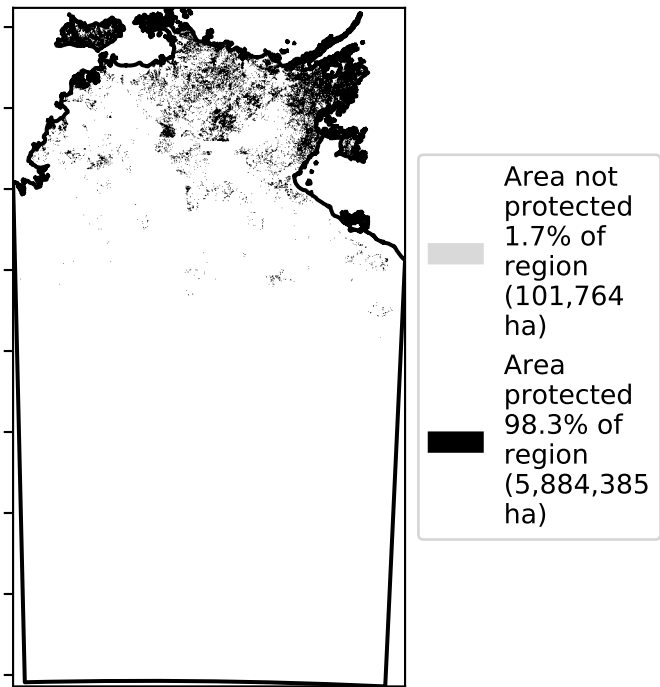 Area not
protected
1.7% of
region
(101,764
ha)
Area
protected
98.3% of
region
(5,884,385
ha)